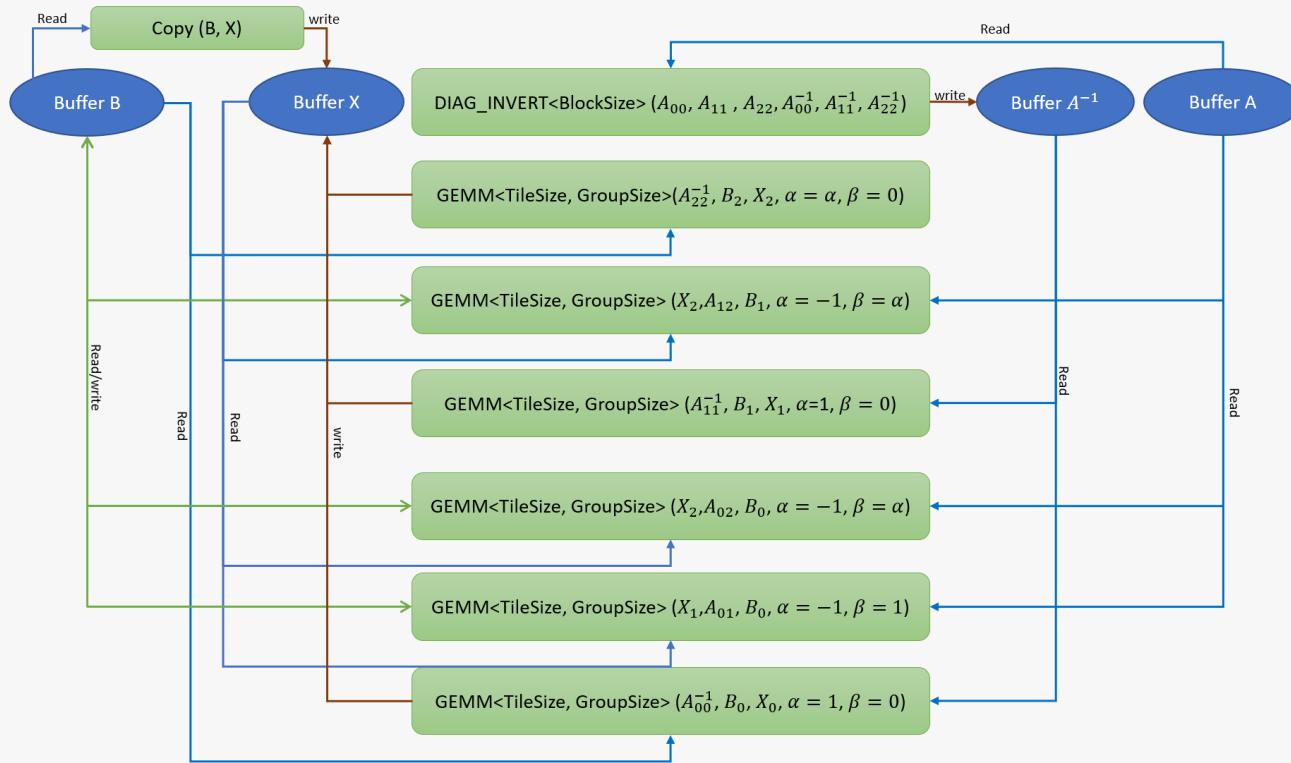 Read
Copy (B, X)
write
Read
Buffer B
Buffer X
DIAG_INVERT<BlockSize> (A₀₀, A₁₁ , A₂₂, A₀₀⁻¹, A₁₁⁻¹, A₂₂⁻¹)
write
Buffer A⁻¹
Buffer A
GEMM<TileSize, GroupSize>(A₂₂⁻¹, B₂, X₂, α = α, β = 0)
GEMM<TileSize, GroupSize> (X₂,A₁₂, B₁, α = −1, β = α)
Read/write
Read
Read
write
GEMM<TileSize, GroupSize> (A₁₁⁻¹, B₁, X₁, α=1, β = 0)
Read
Read
GEMM<TileSize, GroupSize> (X₂,A₀₂, B₀, α = −1, β = α)
GEMM<TileSize, GroupSize> (X₁,A₀₁, B₀, α = −1, β = 1)
GEMM<TileSize, GroupSize> (A₀₀⁻¹, B₀, X₀, α = 1, β = 0)